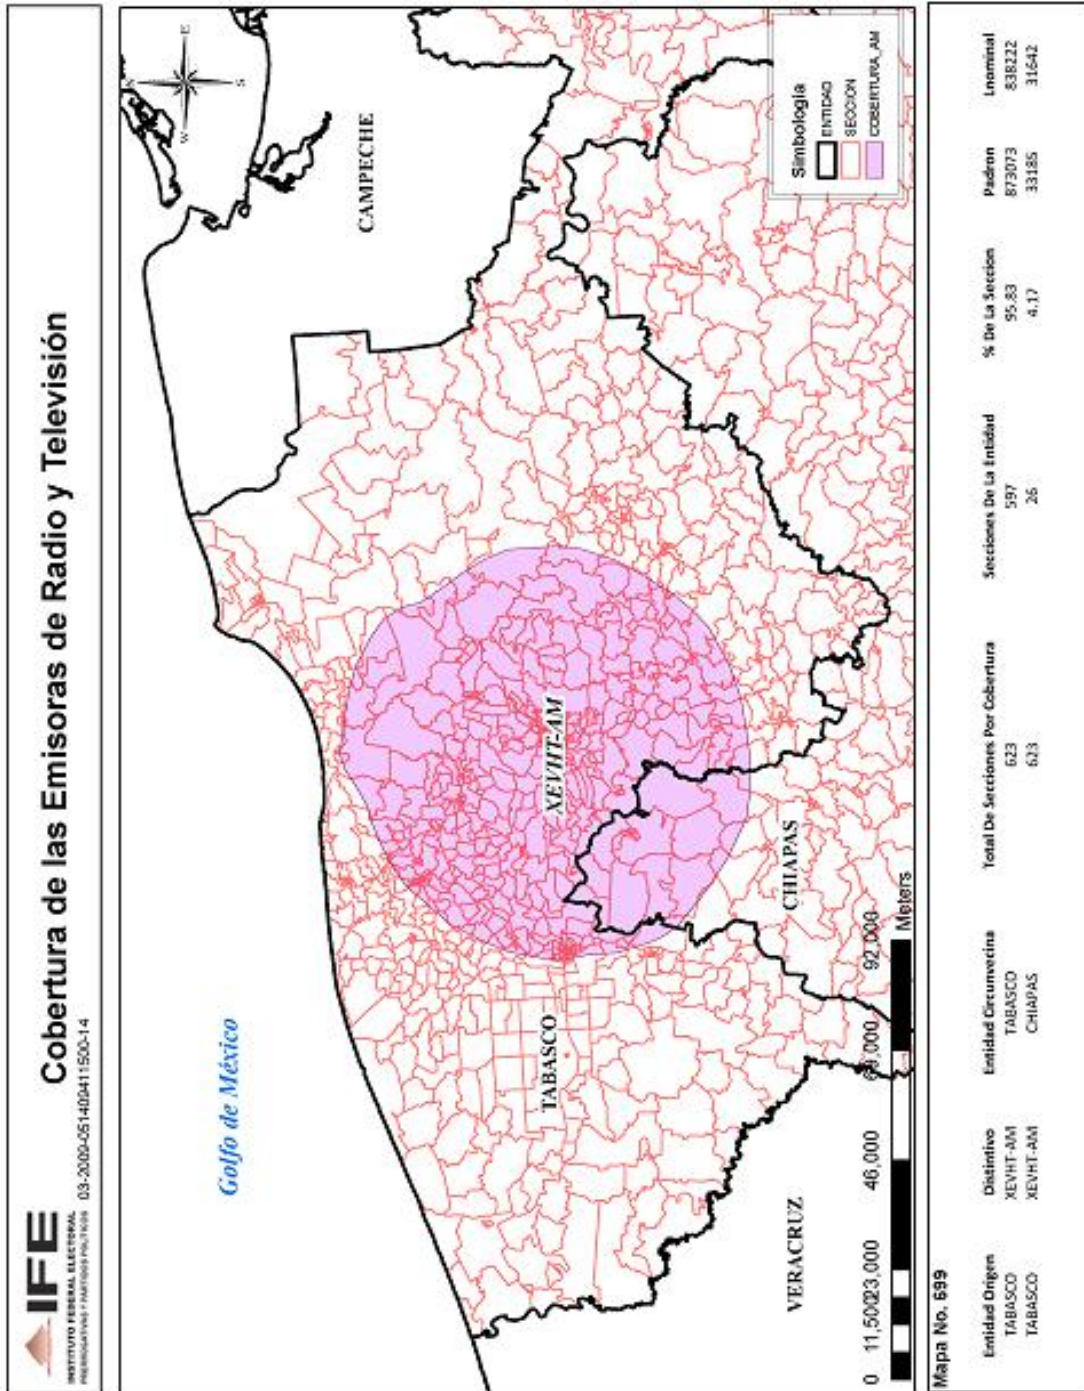 IFE
INSTITUTO FEDERAL ELECTORAL
PRERROGATIVAS Y PARTIDOS POLÍTICOS
Cobertura de las Emisoras de Radio y Televisión
03-2009-051409411500-14
N
E
S
W
Golfo de México
CAMPECHE
XEVHT-AM
TABASCO
CHIAPAS
VERACRUZ
Simbología
ENTIDAD
SECCION
COBERTURA_AM
0 11,500 23,000 46,000 69,000 92,000
Meters
Mapa No. 699
Entidad Origen Distintivo Entidad Circunvecina Total De Secciones Por Cobertura Secciones De La Entidad % De La Seccion Padron Lnominal
TABASCO XEVHT-AM TABASCO 623 597 95.83 873073 838222
TABASCO XEVHT-AM CHIAPAS 623 26 4.17 33185 31642